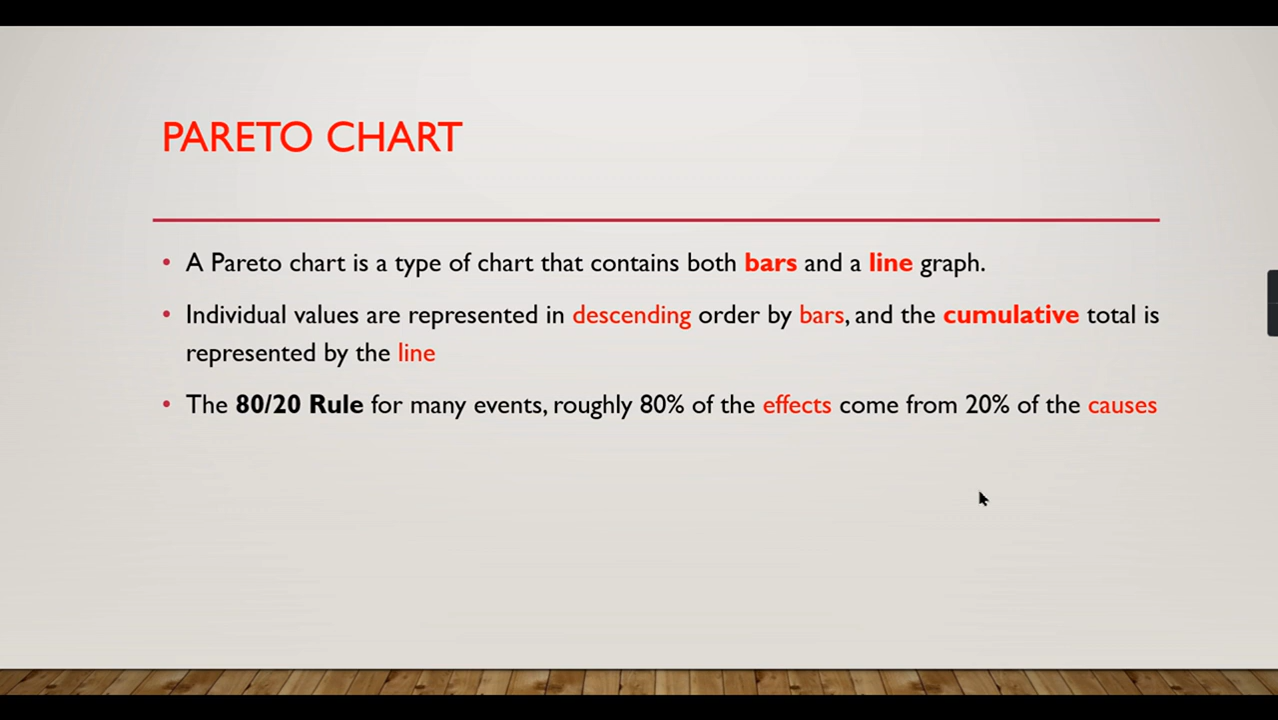 PARETO CHART
• A Pareto chart is a type of chart that contains both bars and a line graph.
• Individual values are represented in descending order by bars, and the cumulative total is
represented by the line
• The 80/20 Rule for many events, roughly 80% of the effects come from 20% of the causes